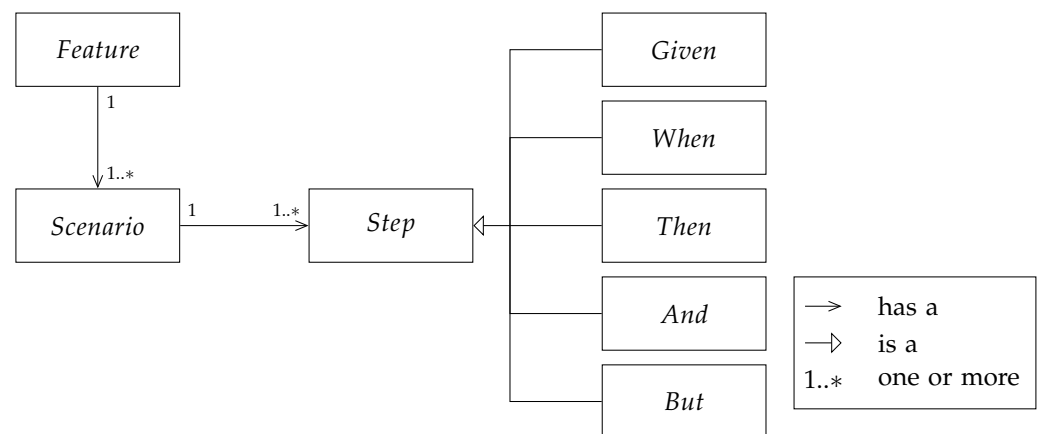 Feature
Given
1
When
1..*
Scenario
1
1..*
Step
Then
And
has a
is a
1..* one or more
But